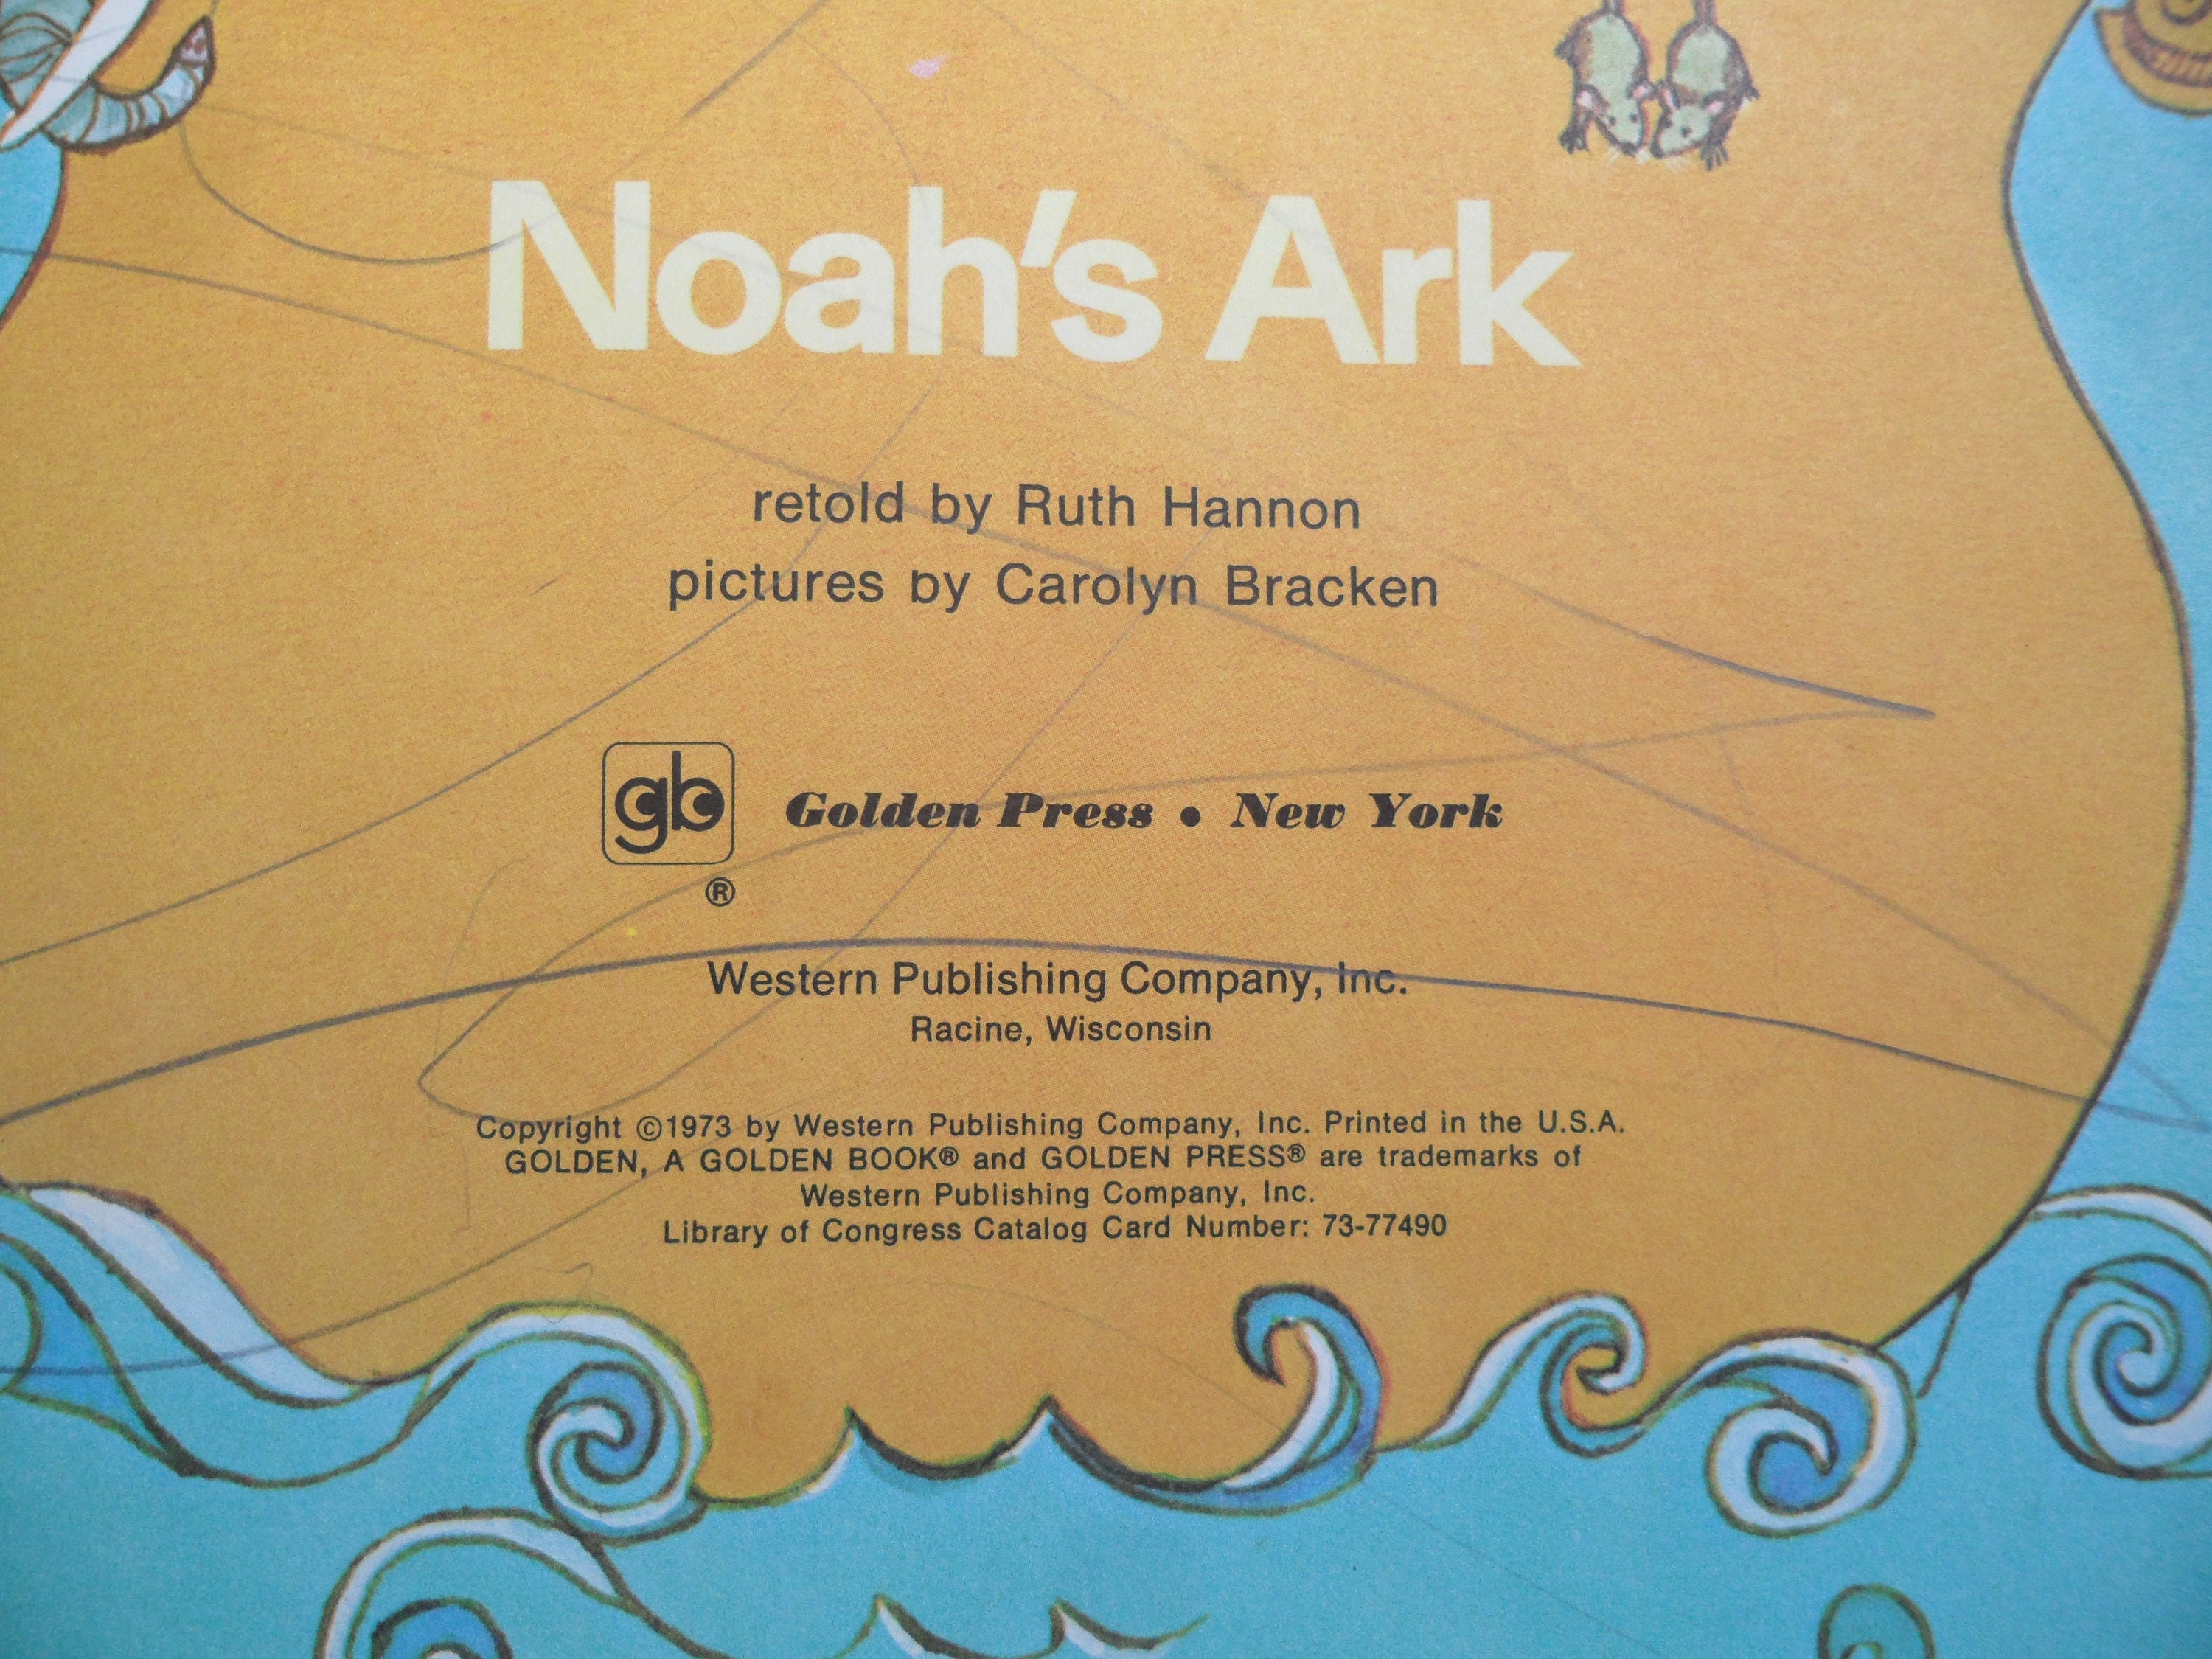 Noah's Ark
retold by Ruth Hannon
pictures by Carolyn Bracken
gb
®
Golden Press • New York
Western Publishing Company, Inc.
Racine, Wisconsin
Copyright ©1973 by Western Publishing Company, Inc. Printed in the U.S.A.
GOLDEN, A GOLDEN BOOK® and GOLDEN PRESS® are trademarks of
Western Publishing Company, Inc.
Library of Congress Catalog Card Number: 73-77490